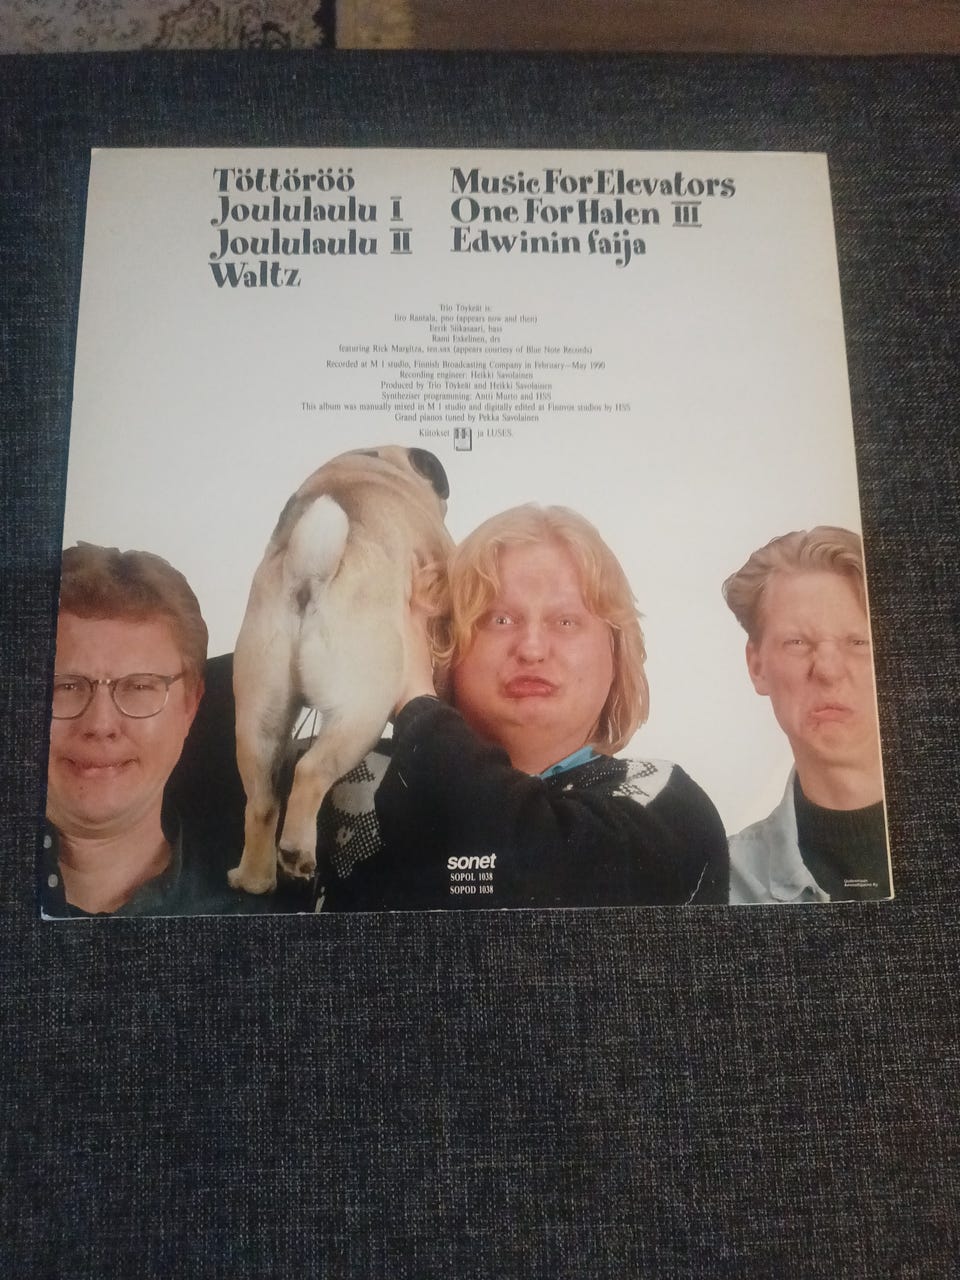 Töttöröö
Joululaulu I
Joululaulu II
Waltz
Music For Elevators
One For Halen III
Edwinin faija
Trio Töykeät is:
Iiro Rantala, pno (appears now and then)
Eerik Siikasaari, bass
Rami Eskelinen, drs
featuring Rick Margitza, ten.sax (appears courtesy of Blue Note Records)
Recorded at M 1 studio, Finnish Broadcasting Company in February—May 1990
Recording engineer: Heikki Savolainen
Produced by Trio Töykeät and Heikki Savolainen
Syntheziser programming: Antti Murto and HSS
This album was manually mixed in M 1 studio and digitally edited at Finnvox studios by HSS
Grand pianos tuned by Pekka Savolainen
Kiitokset ja LUSES.
sonet
SOPOL 1038
SOPOD 1038